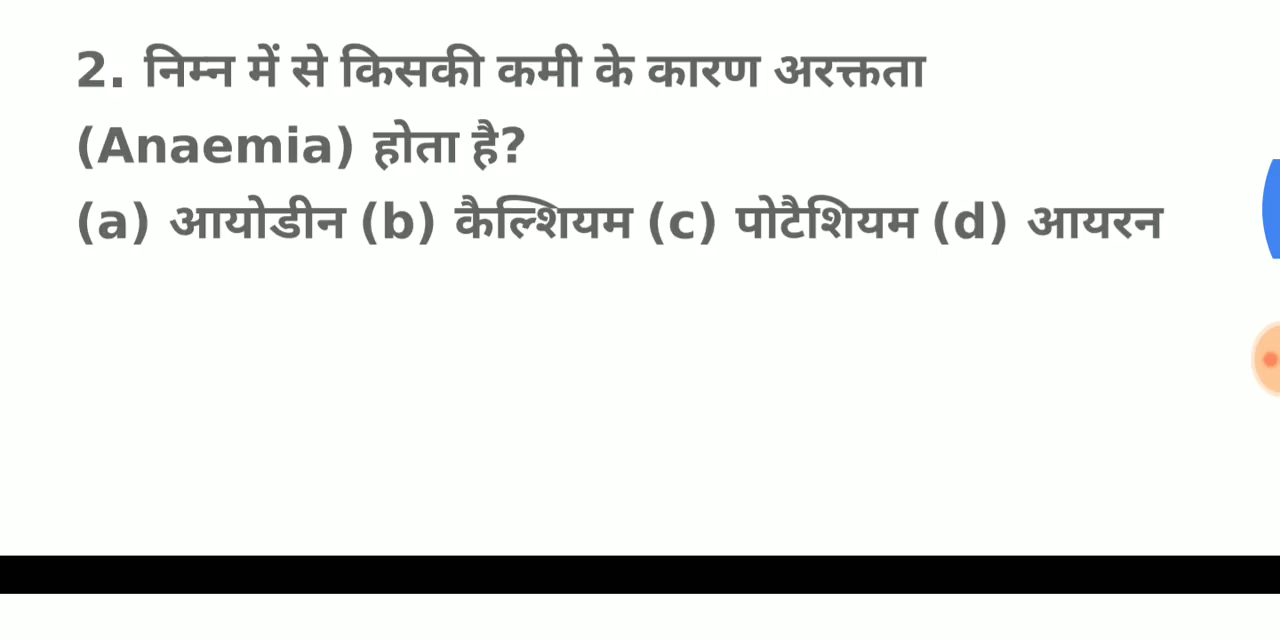 2. निम्न में से किसकी कमी के कारण अरक्तता
(Anaemia) होता है?
(a) आयोडीन (b) कैल्शियम (c) पोटैशियम (d) आयरन